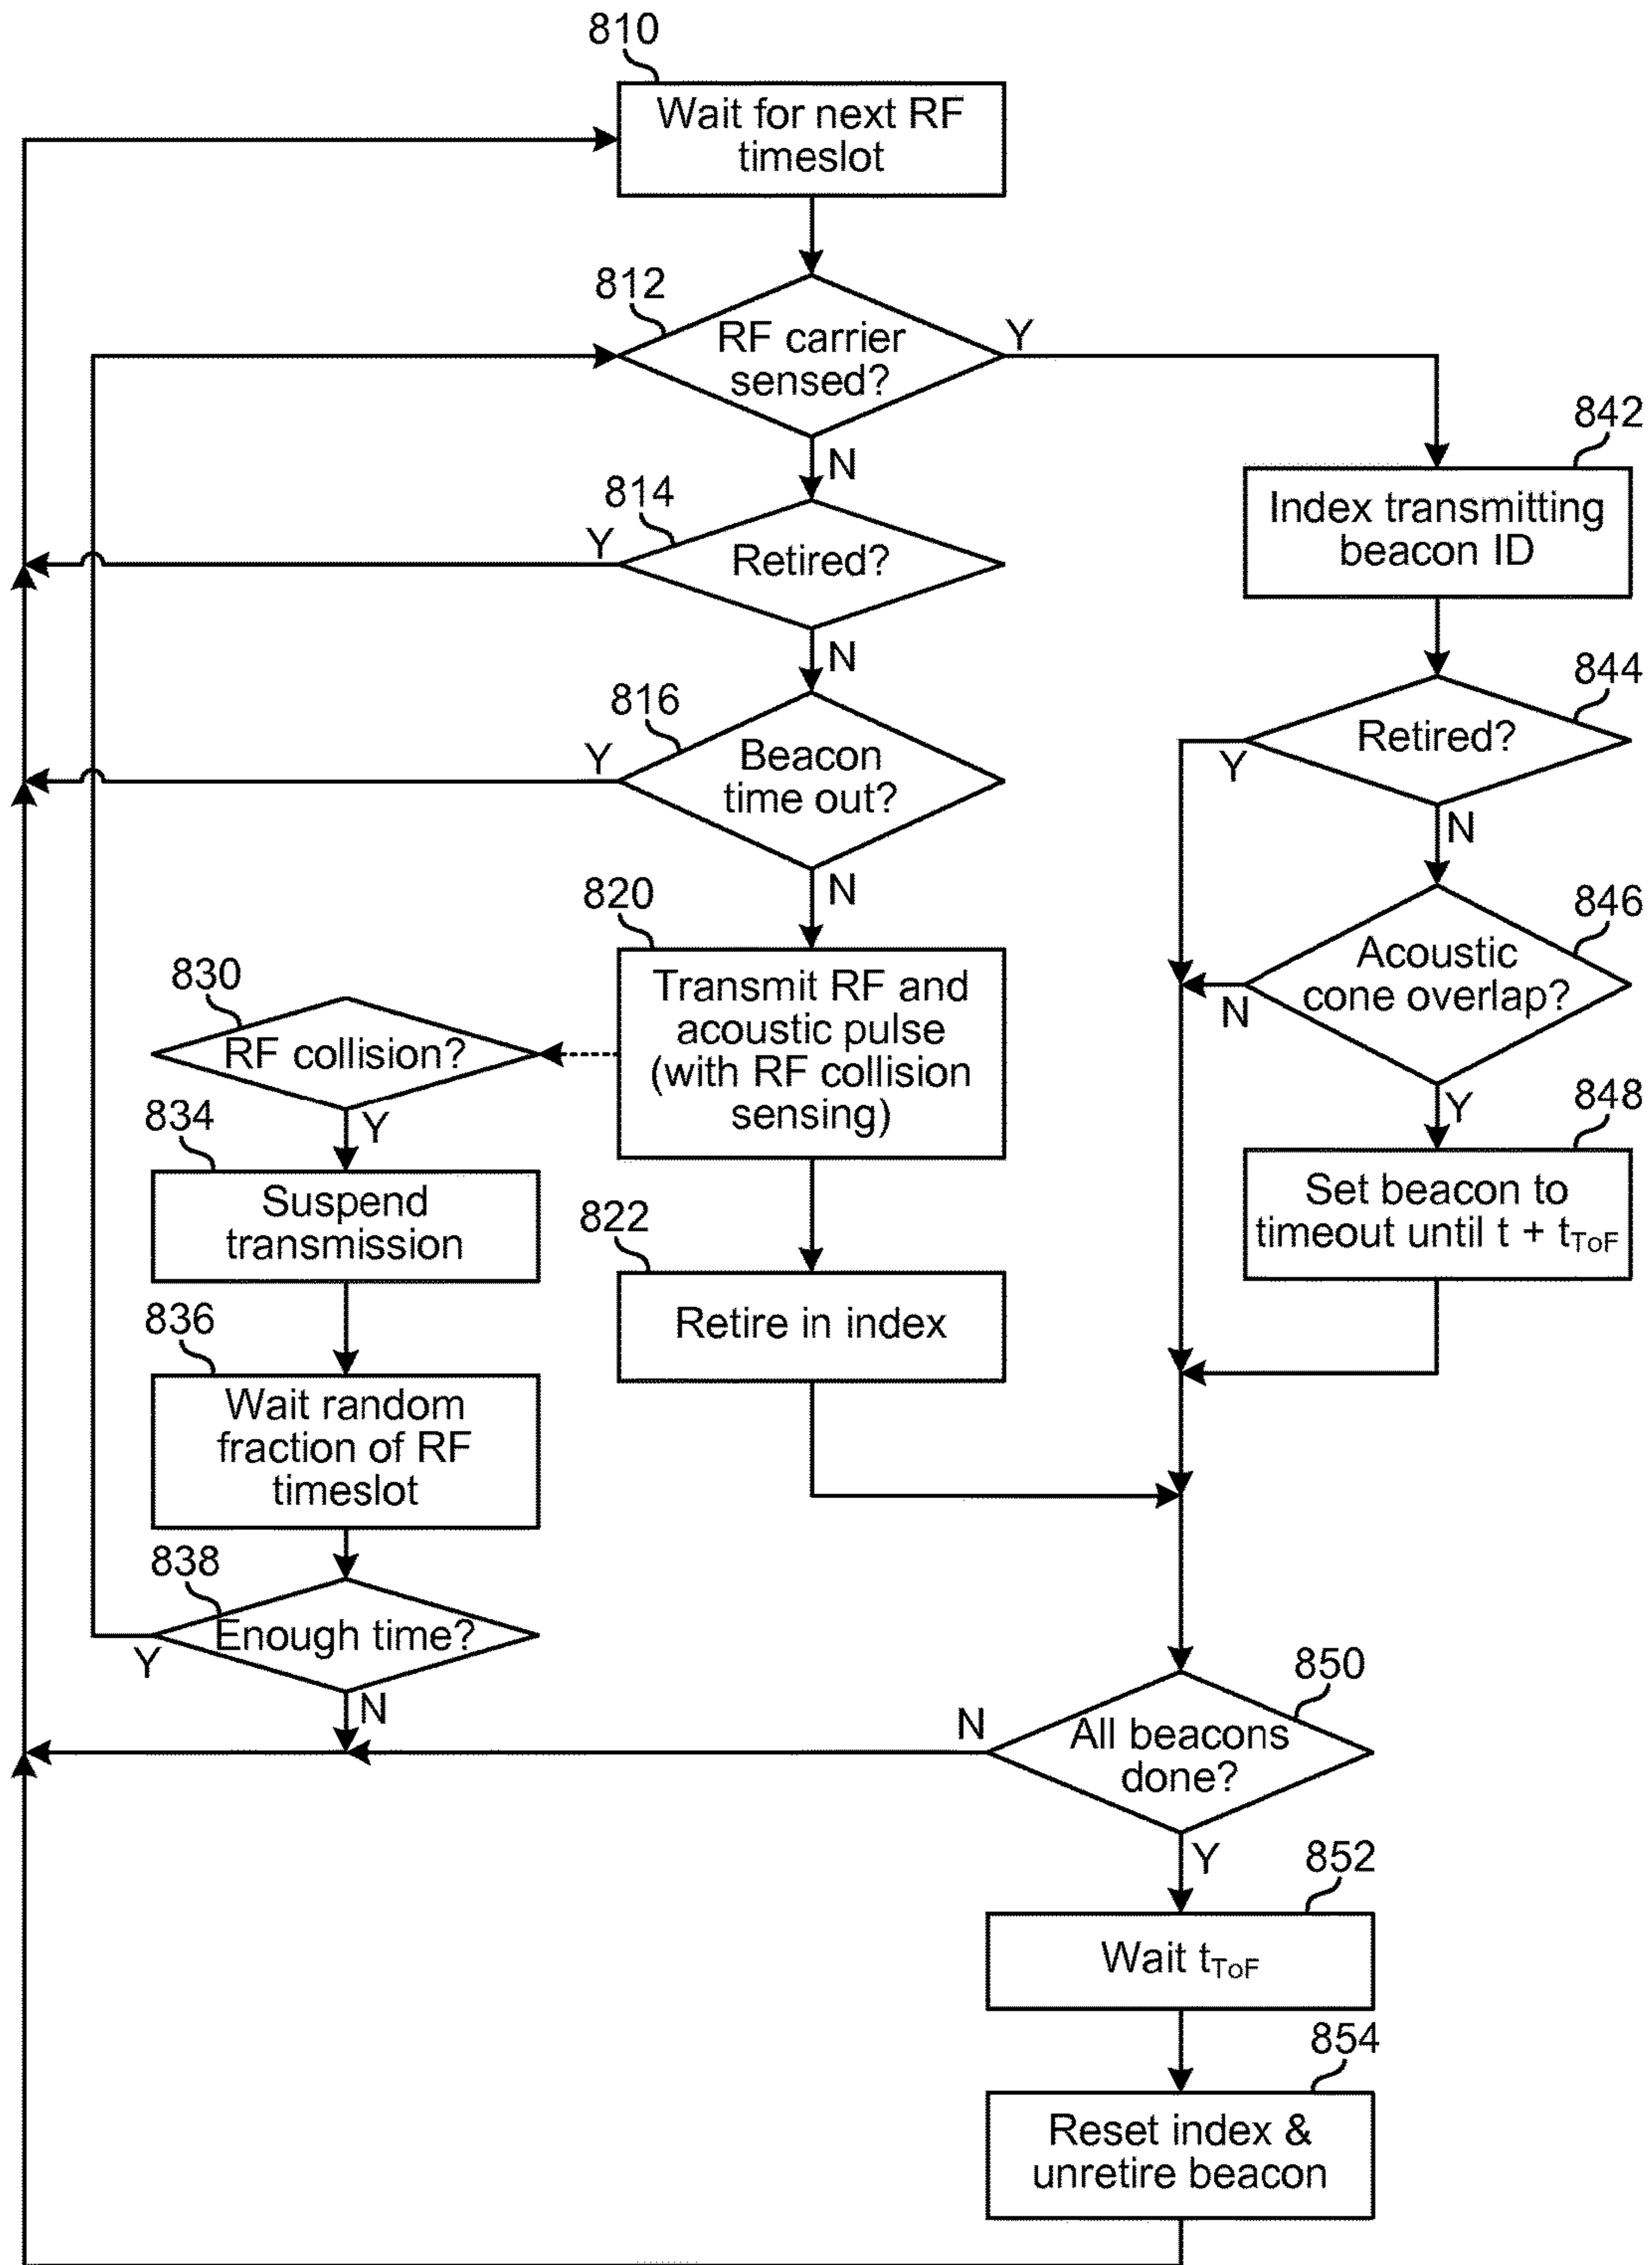 810
Wait for next RF
timeslot
812
RF carrier
sensed?
Y
N
842
Index transmitting
beacon ID
814
Y
Retired?
N
844
Retired?
Y
N
816
Y
Beacon
time out?
N
846
Acoustic
cone overlap?
N
Y
820
Transmit RF and
acoustic pulse
(with RF collision
sensing)
830
RF collision?
Y
834
Suspend
transmission
848
Set beacon to
timeout until t + tToF
822
Retire in index
836
Wait random
fraction of RF
timeslot
838
Enough time?
Y
N
850
N
All beacons
done?
Y
852
Wait tToF
854
Reset index &
unretire beacon